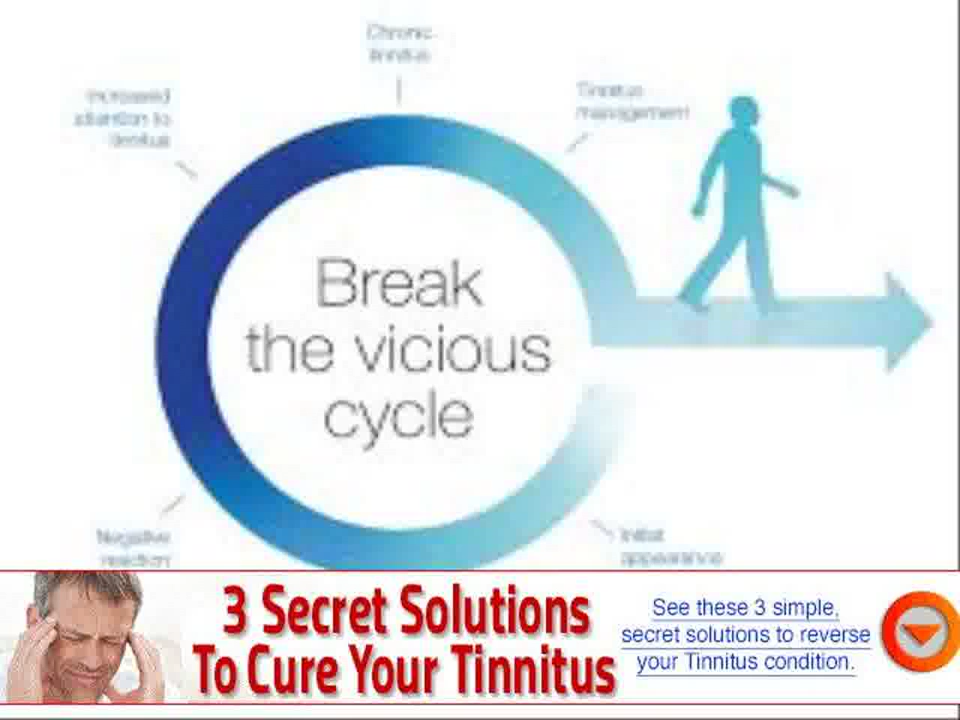 Chronic
tinnitus
Increased
attention to
tinnitus
Tinnitus
management
Break
the vicious
cycle
Negative
reaction
Initial
appearance
3 Secret Solutions
To Cure Your Tinnitus
See these 3 simple,
secret solutions to reverse
your Tinnitus condition.